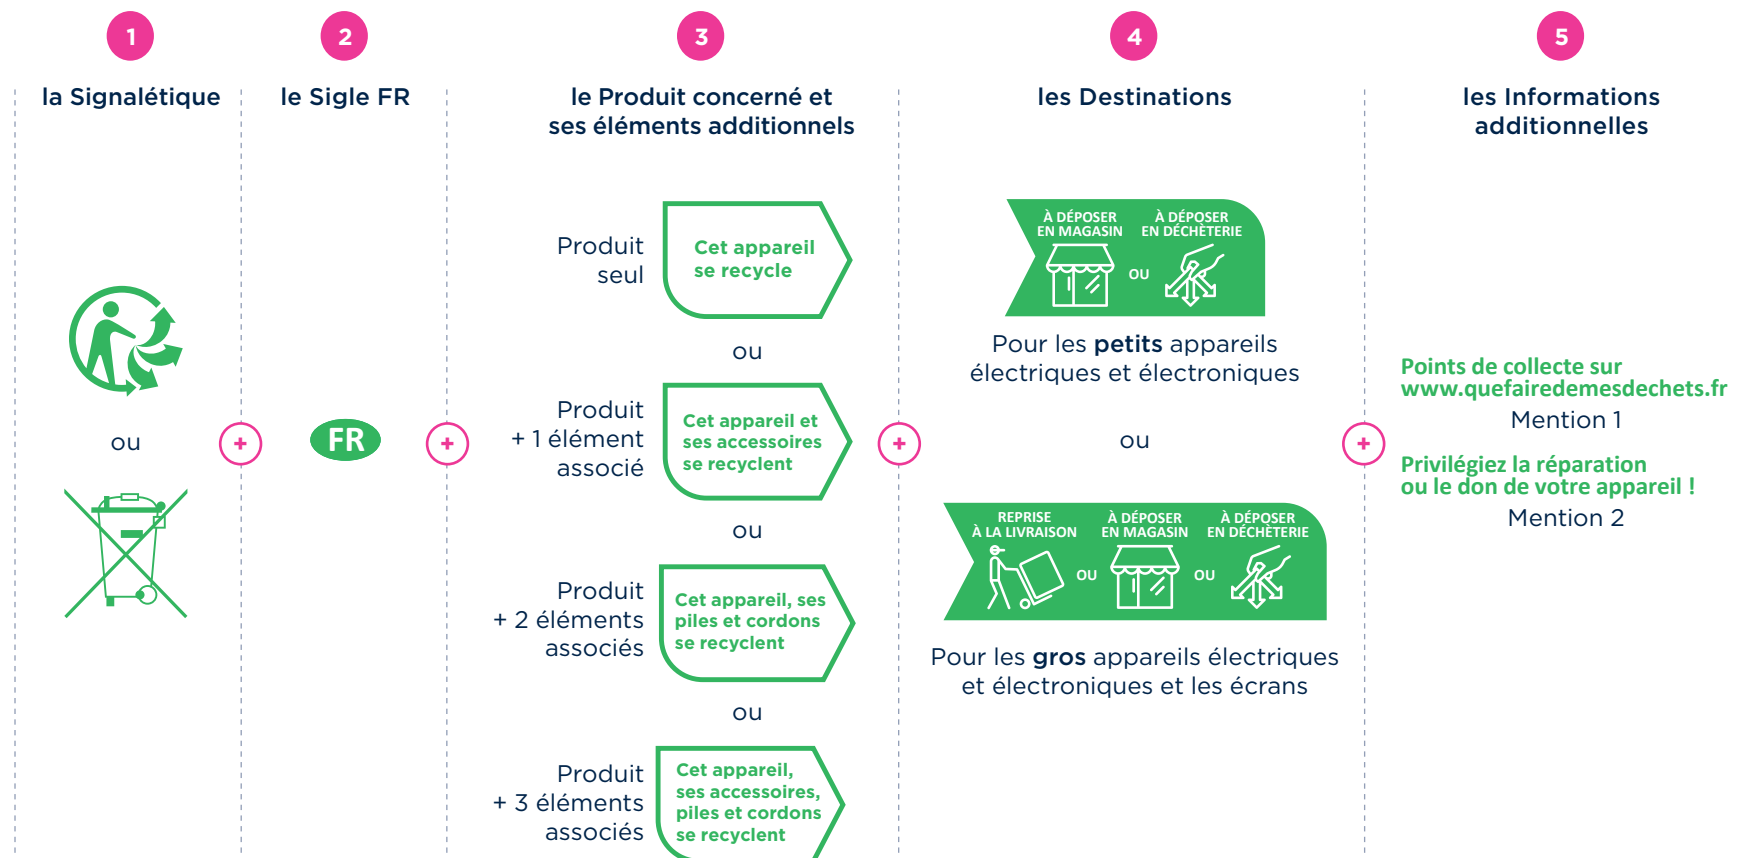 1
la Signalétique
2
le Sigle FR
3
le Produit concerné et
ses éléments additionnels
4
les Destinations
5
les Informations
additionnelles
ou
+
FR
+
Produit
seul
Cet appareil
se recycle
ou
Produit
+ 1 élément
associé
Cet appareil et
ses accessoires
se recyclent
ou
Produit
+ 2 éléments
associés
Cet appareil, ses
piles et cordons
se recyclent
ou
Produit
+ 3 éléments
associés
Cet appareil,
ses accessoires,
piles et cordons
se recyclent
+
À DÉPOSER
EN MAGASIN
OU
À DÉPOSER
EN DÉCHÈTERIE
Pour les petits appareils
électriques et électroniques
ou
REPRISE
À LA LIVRAISON
OU
À DÉPOSER
EN MAGASIN
OU
À DÉPOSER
EN DÉCHÈTERIE
Pour les gros appareils électriques
et électroniques et les écrans
+
Points de collecte sur
www.quefairedemesdechets.fr
Mention 1
Privilégiez la réparation
ou le don de votre appareil !
Mention 2